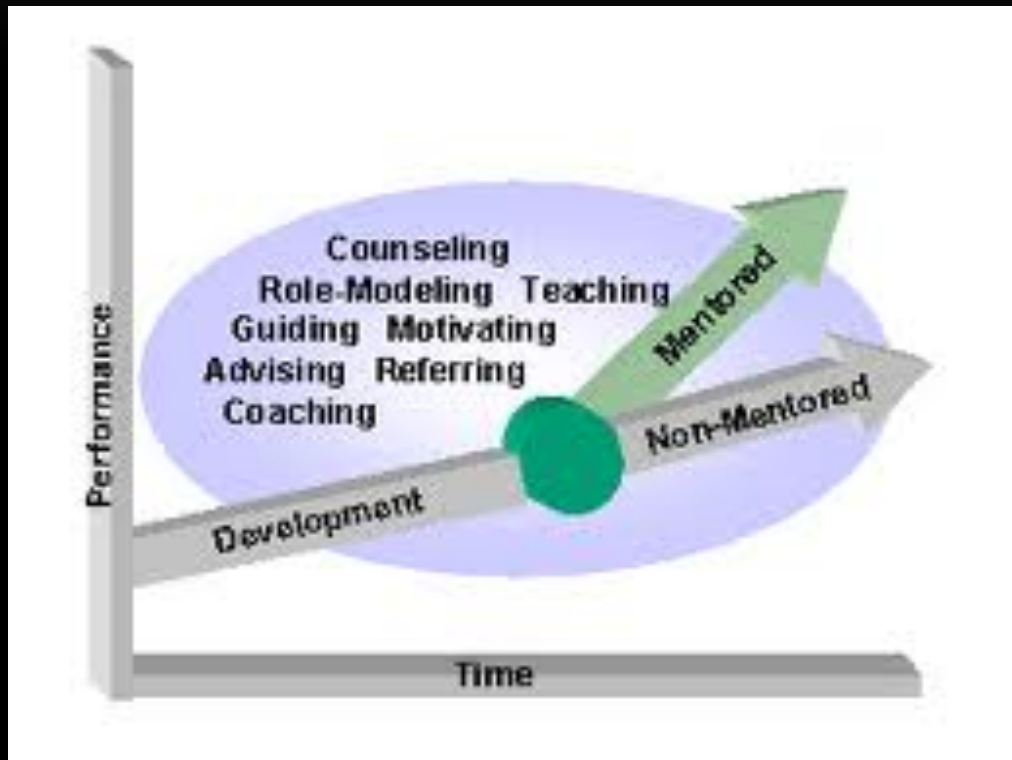 Counseling
Role-Modeling Teaching
Guiding Motivating
Advising Referring
Coaching
Mentored
Non-Mentored
Development
Performance
Time